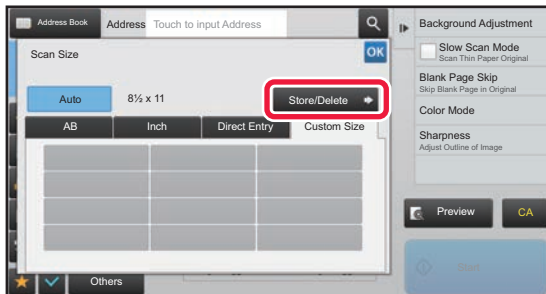 Address Book
Address Touch to input Address
Background Adjustment
Scan Size
OK
Slow Scan Mode
Scan Thin Paper Original
Blank Page Skip
Skip Blank Page in Original
Auto
8½ x 11
Store/Delete
Color Mode
AB
Inch
Direct Entry
Custom Size
Sharpness
Adjust Outline of Image
Preview
CA
Start
Others